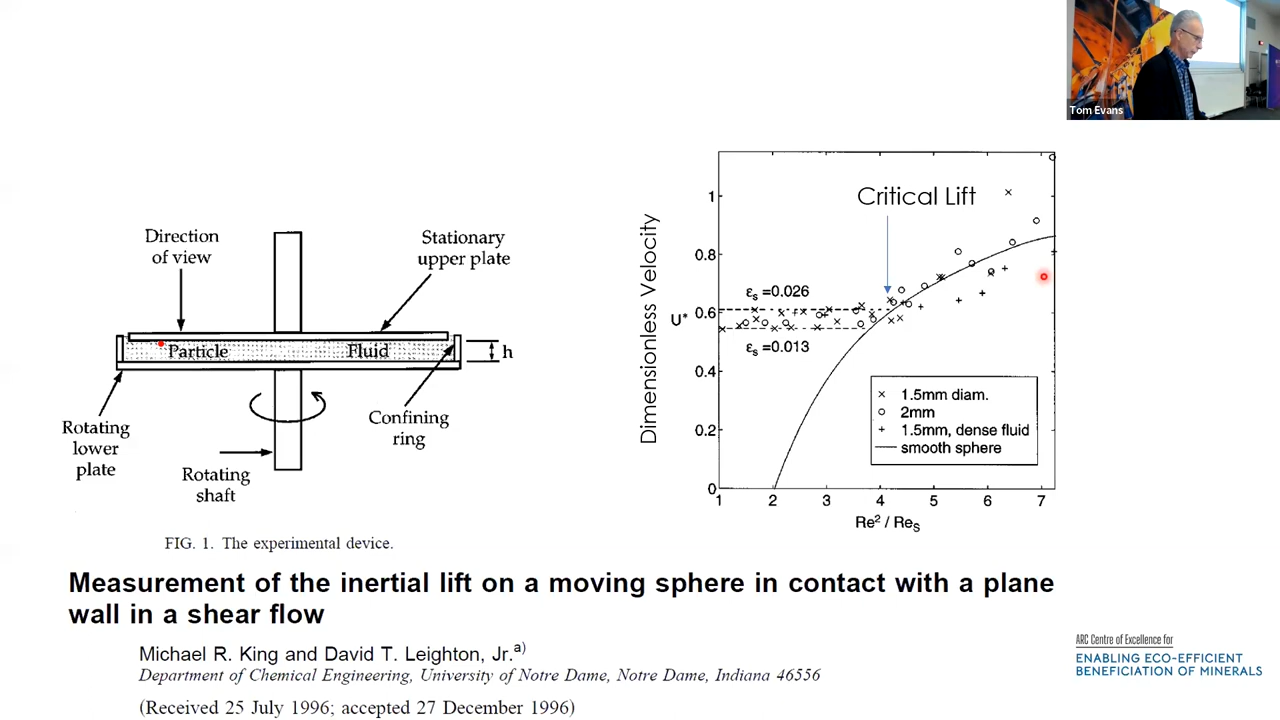 Tom Evans
Direction
of view
Stationary
upper plate
Particle
Fluid
h
Rotating
lower
plate
Confining
ring
Rotating
shaft
FIG. 1. The experimental device.
Dimensionless Velocity
U*
1
0.8
0.6
0.4
0.2
0
Critical Lift
εs =0.026
εs =0.013
1.5mm diam.
2mm
1.5mm, dense fluid
smooth sphere
1 2 3 4 5 6 7
Re² / ReS
Measurement of the inertial lift on a moving sphere in contact with a plane
wall in a shear flow
Michael R. King and David T. Leighton, Jr.a)
Department of Chemical Engineering, University of Notre Dame, Notre Dame, Indiana 46556
(Received 25 July 1996; accepted 27 December 1996)
ARC Centre of Excellence for
ENABLING ECO-EFFICIENT
BENEFICIATION OF MINERALS